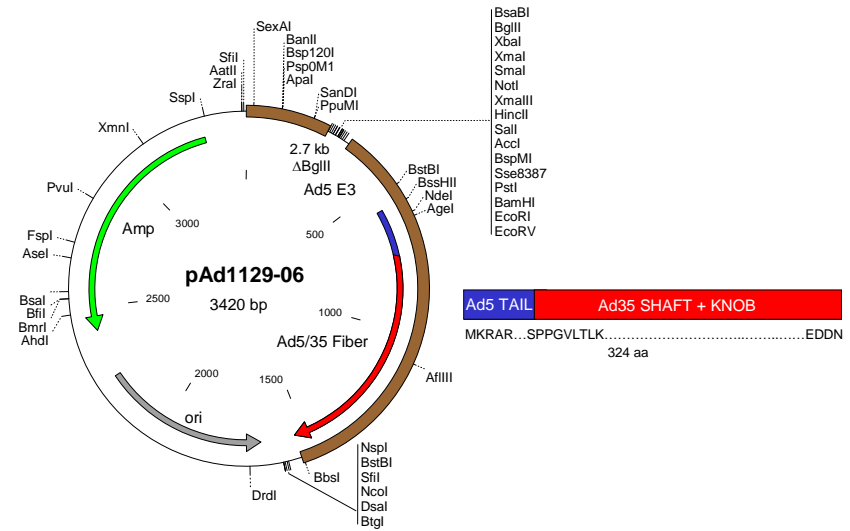 SexAI
BanII
Bsp120I
Psp0M1
ApaI
SanDI
PpuMI
SfiI
AatII
ZraI
SspI
XmnI
PvuI
FspI
AseI
BsaI
BfiI
BmrI
AhdI
BsaBI
BglII
XbaI
XmaI
SmaI
NotI
XmaIII
HincII
SalI
AccI
BspMI
Sse8387
PstI
BamHI
EcoRI
EcoRV
2.7 kb
ΔBglII
Ad5 E3
BstBI
BssHII
NdeI
AgeI
Amp
3000
500
pAd1129-06
3420 bp
2500
1000
Ad5/35 Fiber
2000
1500
ori
AflIII
NspI
BstBI
SfiI
NcoI
DsaI
BtgI
BbsI
DrdI
Ad5 TAIL
Ad35 SHAFT + KNOB
MKRAR...SPPGVLTLK......................................................EDDN
324 aa